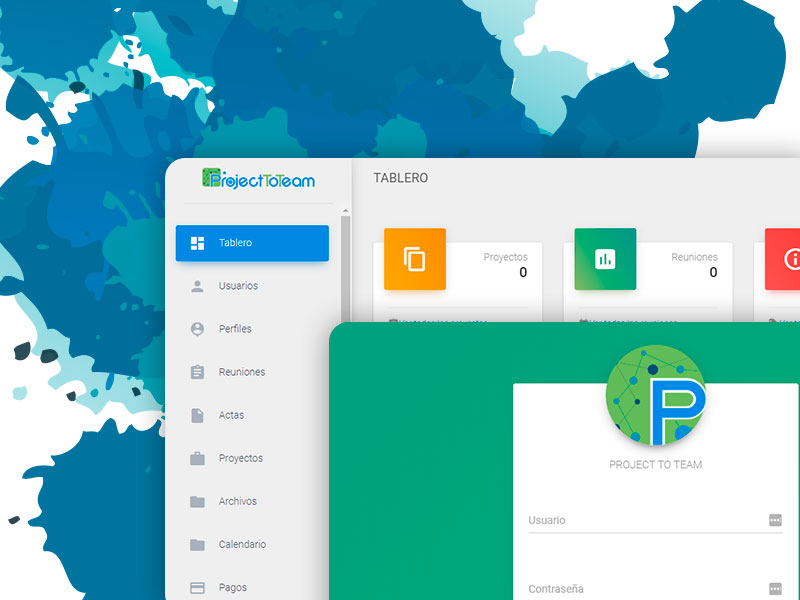 ProjectToTeam
TABLERO
Tablero
Usuarios
Perfiles
Reuniones
Actas
Proyectos
Archivos
Calendario
Pagos
Proyectos
0
Reuniones
0
PROJECT TO TEAM
Usuario
Contraseña